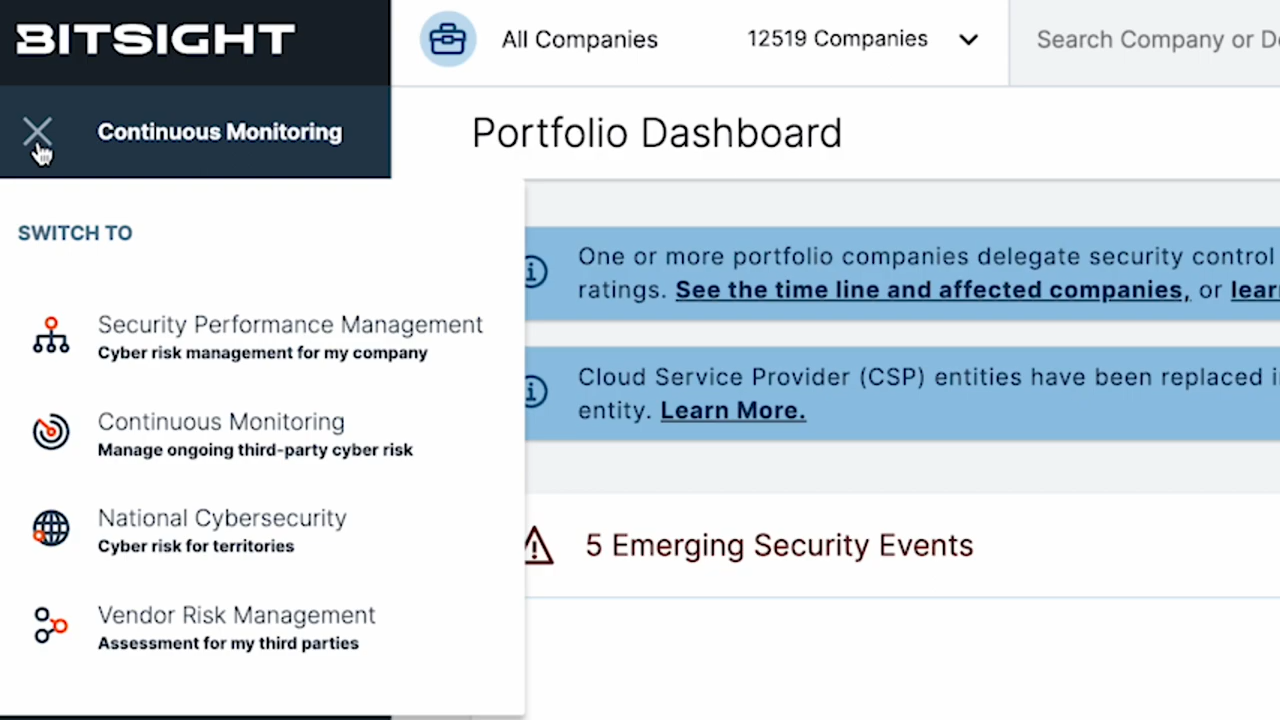 BITSIGHT
All Companies
12519 Companies
Search Company or
Continuous Monitoring
Portfolio Dashboard
SWITCH TO
One or more portfolio companies delegate security control
ratings. See the time line and affected companies, or
Security Performance Management
Cyber risk management for my company
Cloud Service Provider (CSP) entities have been replaced
entity. Learn More.
Continuous Monitoring
Manage ongoing third-party cyber risk
National Cybersecurity
Cyber risk for territories
5 Emerging Security Events
Vendor Risk Management
Assessment for my third parties